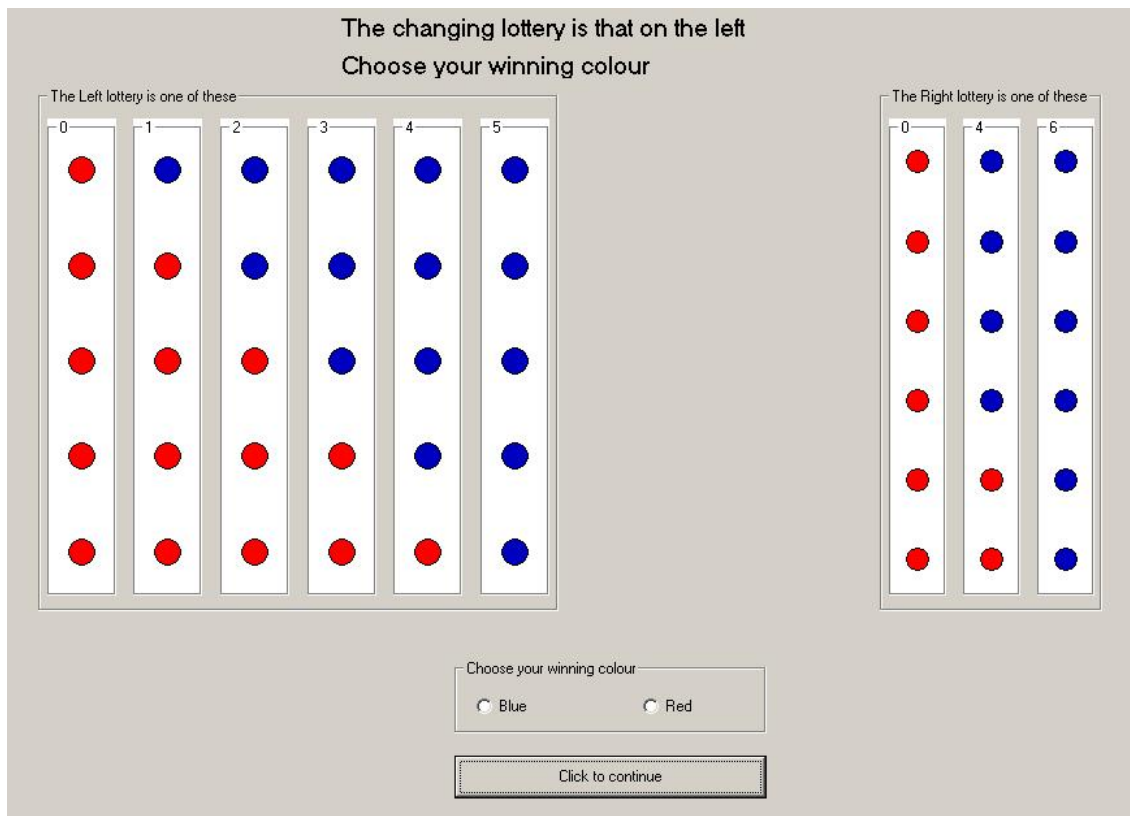 The changing lottery is that on the left
Choose your winning colour
The Left lottery is one of these
0 1 2 3 4 5
The Right lottery is one of these
0 4 6
Choose your winning colour
Blue Red
Click to continue